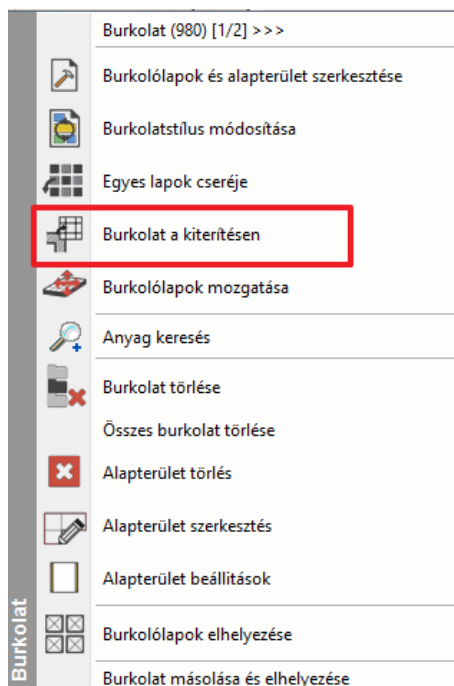 Burkolat (980) [1/2] >>>
Burkolólapok és alapterület szerkesztése
Burkolatstílus módosítása
Egyes lapok cseréje
Burkolat a kiterítésen
Burkolólapok mozgatása
Anyag keresés
Burkolat törlése
Összes burkolat törlése
Alapterület törlés
Alapterület szerkesztés
Alapterület beállitások
Burkolólapok elhelyezése
Burkolat másolása és elhelyezése
Burkolat